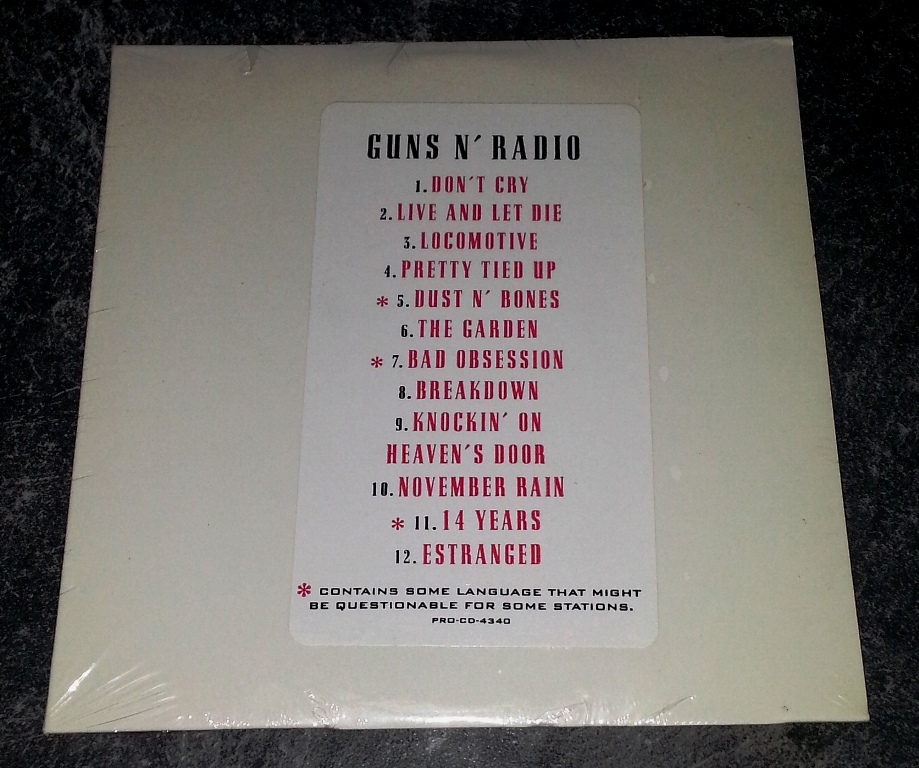 GUNS N´ RADIO
1. DON´T CRY
2. LIVE AND LET DIE
3. LOCOMOTIVE
4. PRETTY TIED UP
* 5. DUST N´ BONES
6. THE GARDEN
* 7. BAD OBSESSION
8. BREAKDOWN
9. KNOCKIN´ ON
HEAVEN´S DOOR
10. NOVEMBER RAIN
* 11. 14 YEARS
12. ESTRANGED
* CONTAINS SOME LANGUAGE THAT MIGHT
BE QUESTIONABLE FOR SOME STATIONS.
PRO-CD-4340